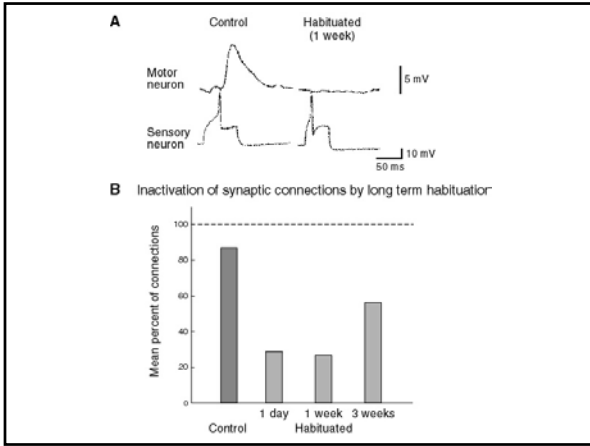 A
Control
Habituated
(1 week)
Motor
neuron
5 mV
Sensory
neuron
10 mV
50 ms
B Inactivation of synaptic connections by long term habituation
Mean percent of connections
100
80
60
40
20
0
1 day 1 week 3 weeks
Control Habituated